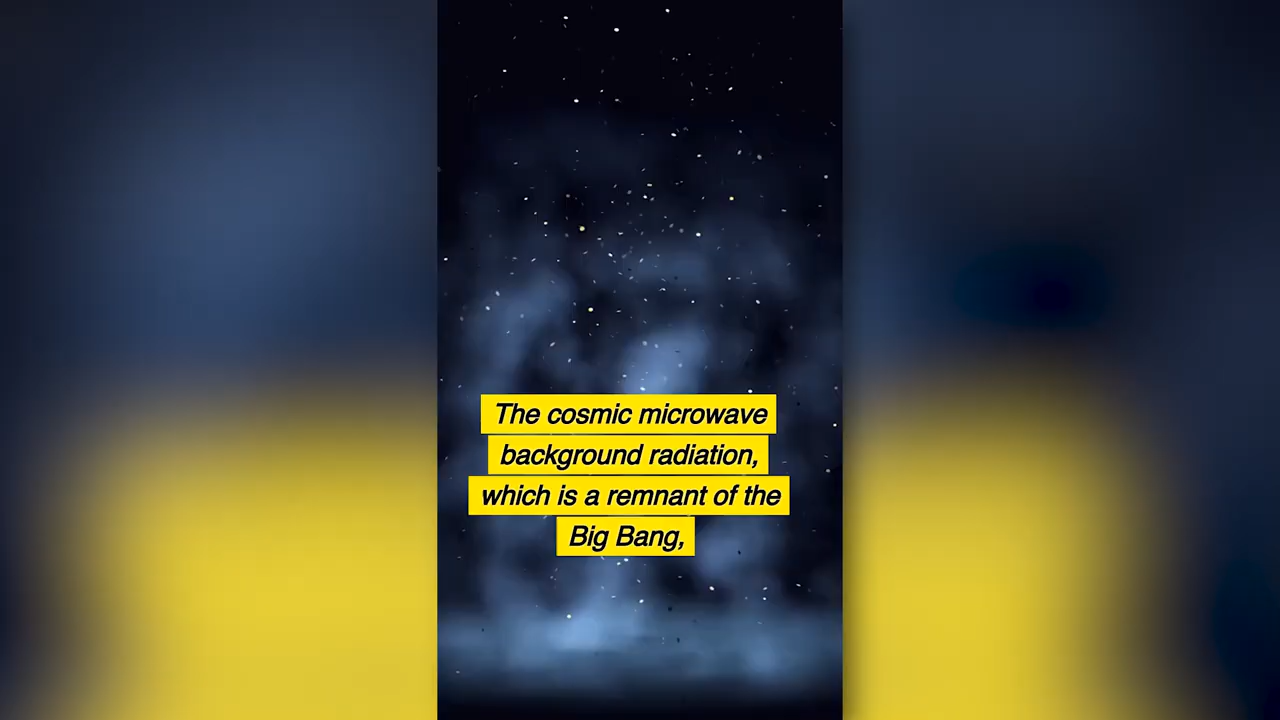 The cosmic microwave
background radiation,
which is a remnant of the
Big Bang,